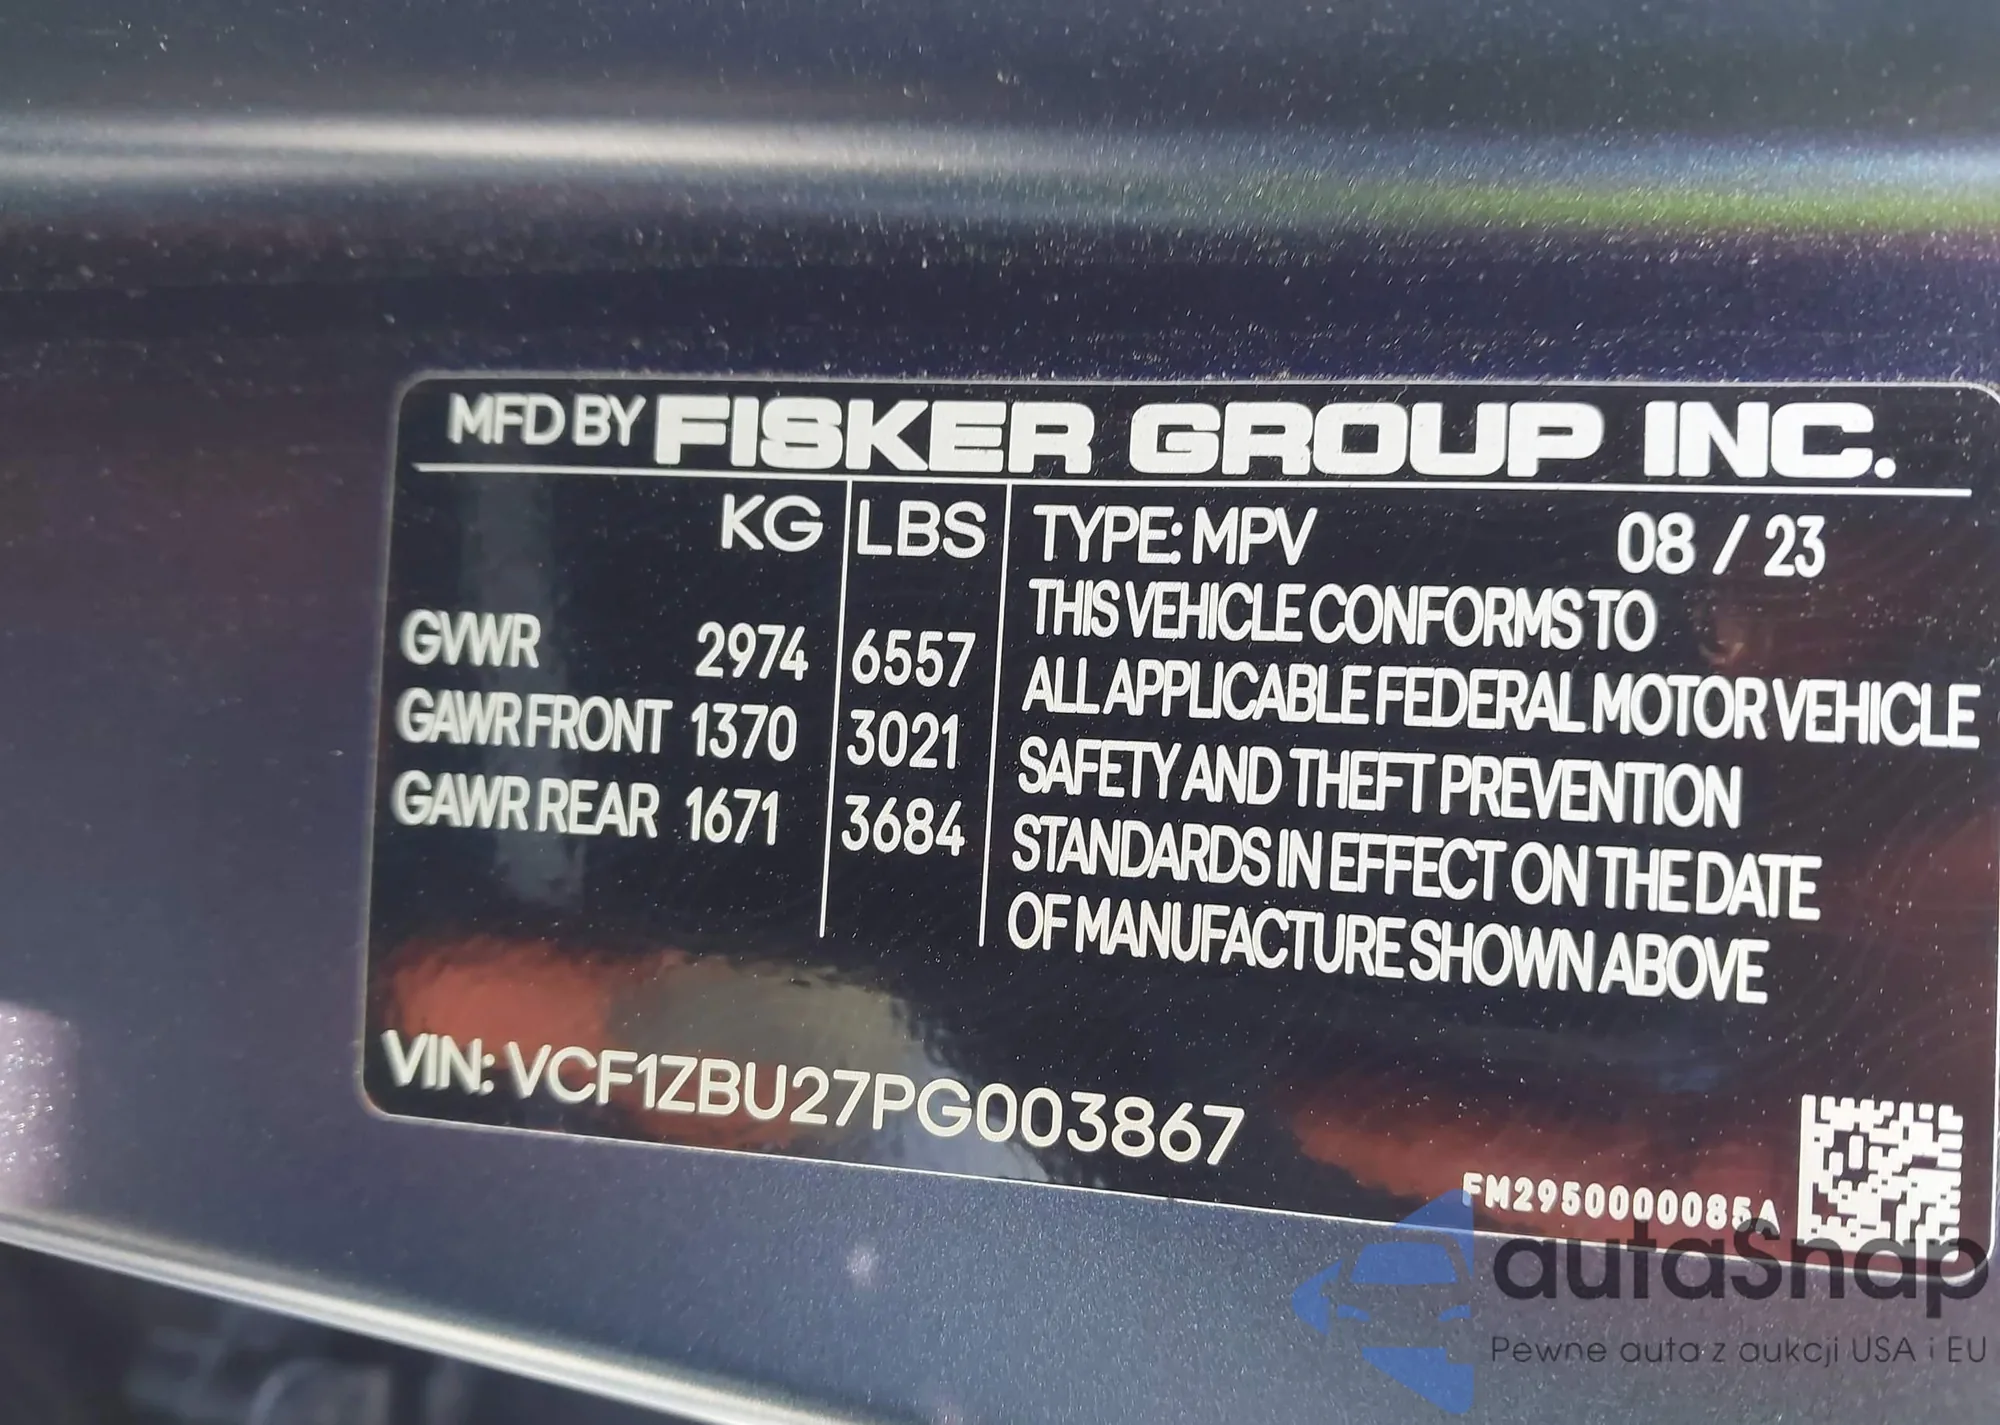 MFD BY FISKER GROUP INC.
KG LBS TYPE: MPV 08 / 23
THIS VEHICLE CONFORMS TO
GVWR 2974 6557
ALL APPLICABLE FEDERAL MOTOR VEHICLE
GAWR FRONT 1370 3021
SAFETY AND THEFT PREVENTION
GAWR REAR 1671 3684
STANDARDS IN EFFECT ON THE DATE
OF MANUFACTURE SHOWN ABOVE
VIN: VCF1ZBU27PG003867
FM2950000085A
autaSnap
Pewne auta z aukcji USA i EU